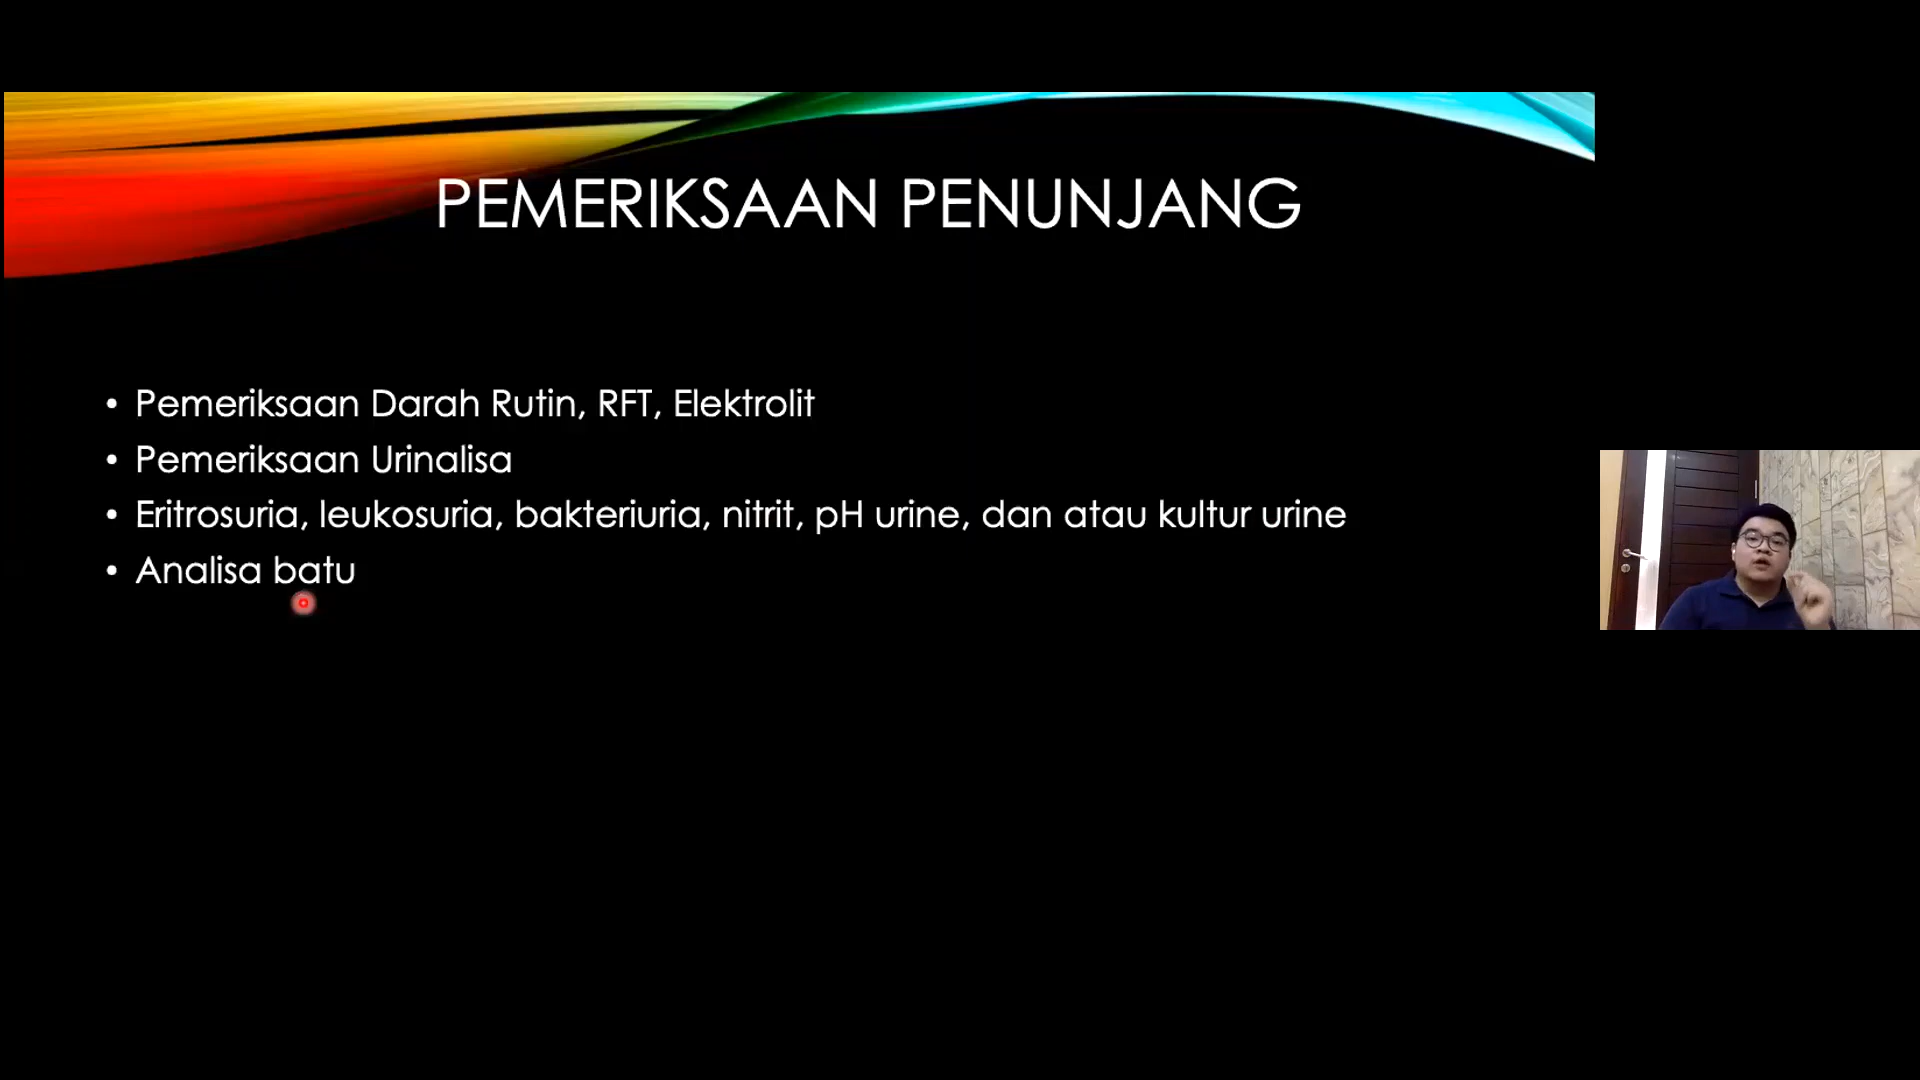 PEMERIKSAAN PENUNJANG
• Pemeriksaan Darah Rutin, RFT, Elektrolit
• Pemeriksaan Urinalisa
• Eritrosuria, leukosuria, bakteriuria, nitrit, pH urine, dan atau kultur urine
• Analisa batu